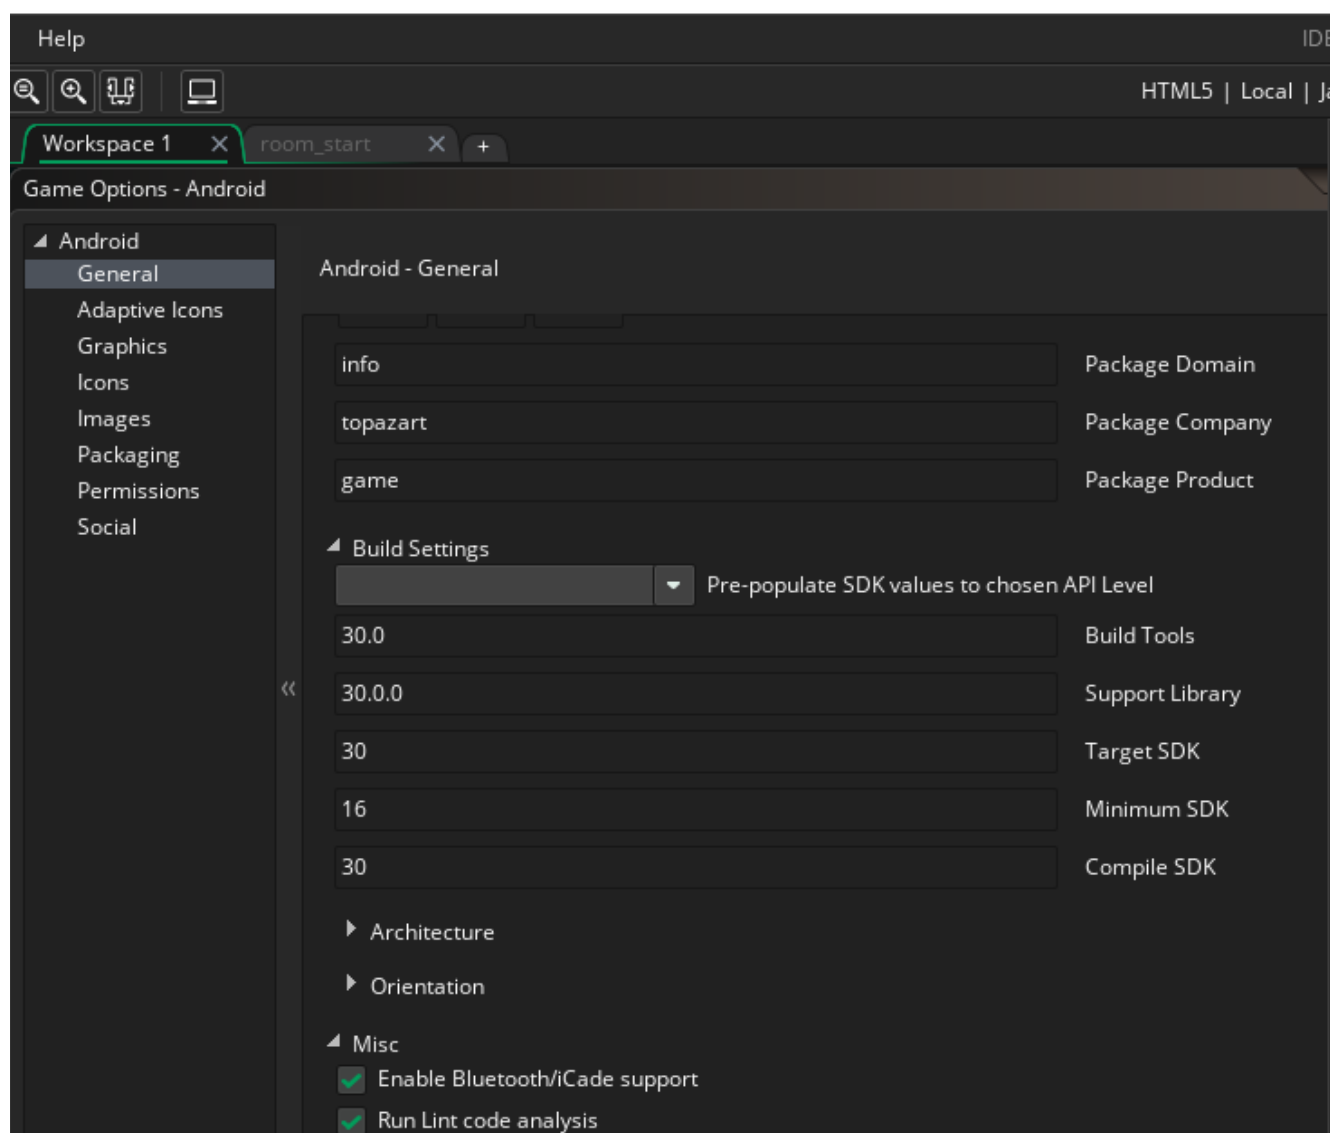 Help
IDE
HTML5 | Local | Ja
Workspace 1
room_start
+
Game Options - Android
Android
General
Adaptive Icons
Graphics
Icons
Images
Packaging
Permissions
Social
Android - General
info Package Domain
topazart Package Company
game Package Product
Build Settings
Pre-populate SDK values to chosen API Level
30.0 Build Tools
30.0.0 Support Library
30 Target SDK
16 Minimum SDK
30 Compile SDK
Architecture
Orientation
Misc
Enable Bluetooth/iCade support
Run Lint code analysis